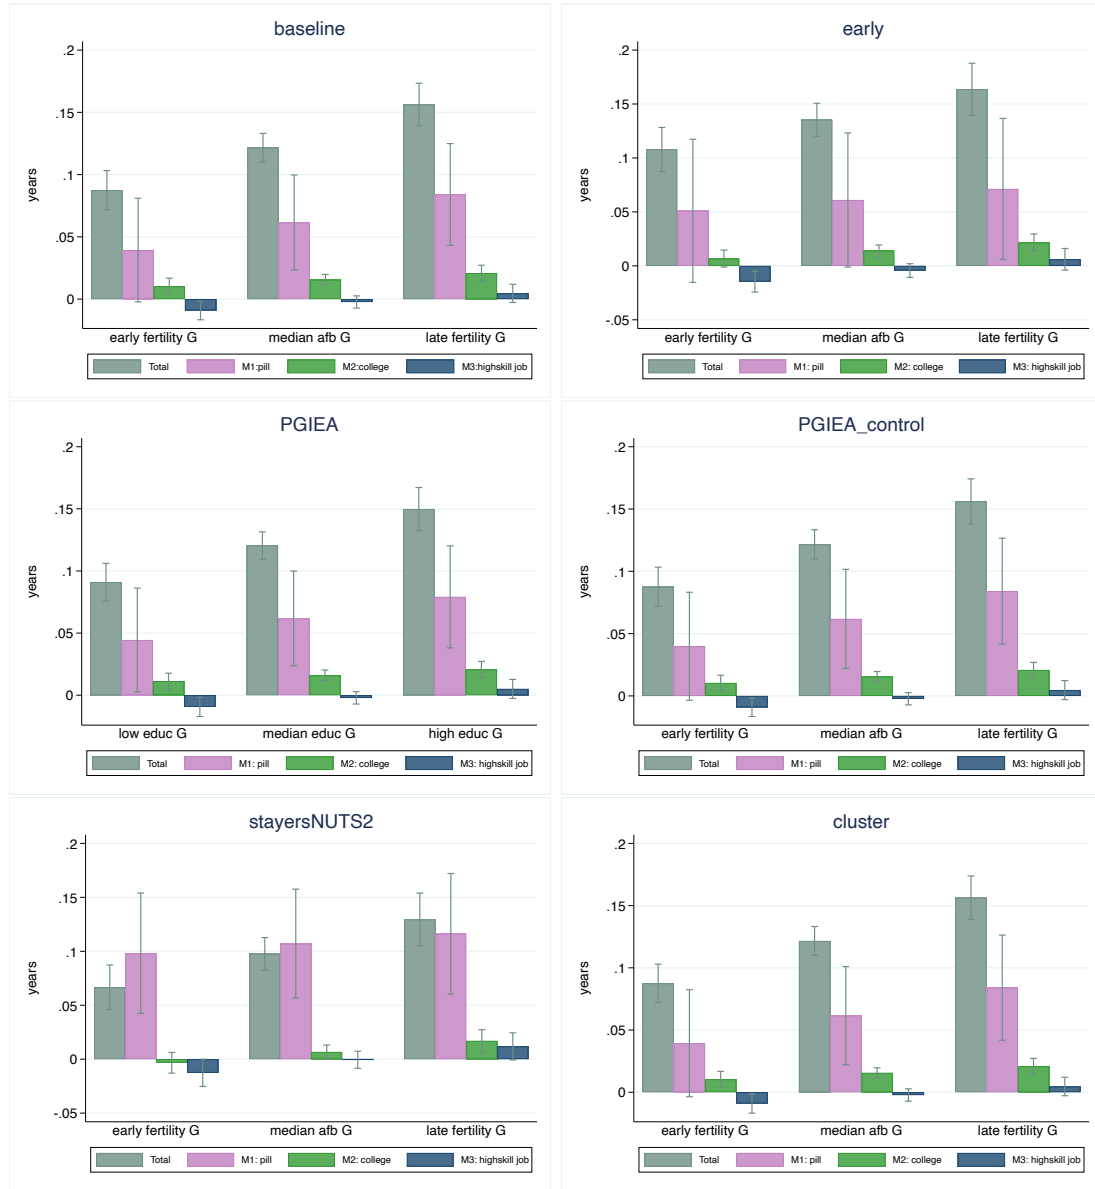 baseline
.2
.15
.1
.05
0
years
early fertility G median afb G late fertility G
Total M1:pill M2:college M3:highskill job
early
.2
.15
.1
.05
0
-.05
years
early fertility G median afb G late fertility G
Total M1: pill M2: college M3: highskill job
PGIEA
.2
.15
.1
.05
0
years
low educ G median educ G high educ G
Total M1: pill M2: college M3: highskill job
PGIEA_control
.2
.15
.1
.05
0
years
early fertility G median afb G late fertility G
Total M1: pill M2: college M3: highskill job
stayersNUTS2
.2
.15
.1
.05
0
-.05
years
early fertility G median afb G late fertility G
Total M1: pill M2: college M3: highskill job
cluster
.2
.15
.1
.05
0
years
early fertility G median afb G late fertility G
Total M1: pill M2: college M3: highskill job